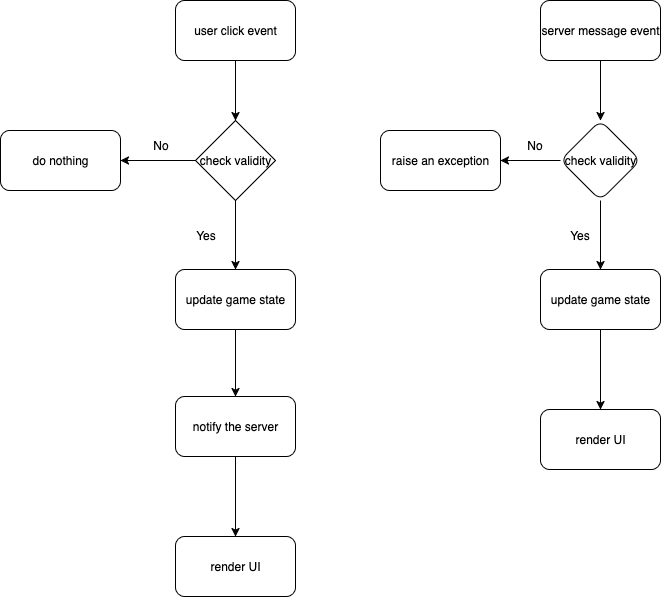 user click event
server message event
do nothing
No
check validity
raise an exception
No
check validity
Yes
Yes
update game state
update game state
notify the server
render UI
render UI